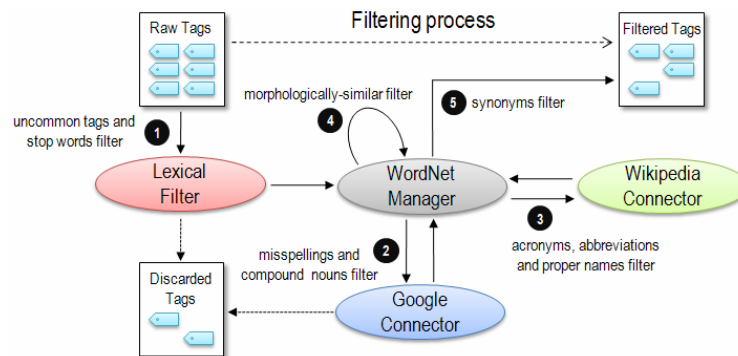 Raw Tags
Filtering process
Filtered Tags
uncommon tags and
stop words filter
1
morphologically-similar filter
4
5
synonyms filter
Lexical
Filter
WordNet
Manager
Wikipedia
Connector
3
acronyms, abbreviations
and proper names filter
misspellings and
compound nouns filter
2
Discarded
Tags
Google
Connector